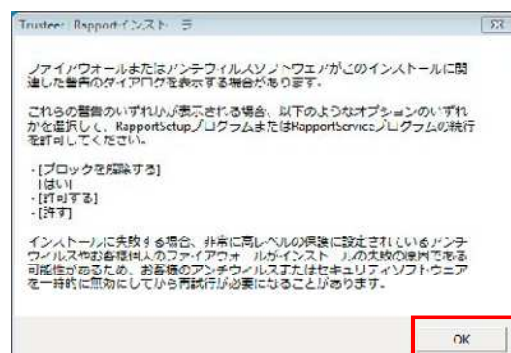 Trusteer Rapportインストーラ
ファイアウォールまたはアンチウィルスソフトウェアがこのインストールに関
連した警告のダイアログを表示する場合があります。
これらの警告のいずれかが表示される場合、以下のようなオプションのいずれ
かを選択して、RapportSetupプログラムまたはRapportServiceプログラムの続行
を許可してください。
- [ブロックを解除する]
- [はい]
- [許可する]
- [許す]
インストールに失敗する場合、非常に高レベルの保護に設定されているアンチ
ウィルスやお客様個人のファイアウォールがインストールの失敗の原因である
可能性があるため、お客様のアンチウィルスまたはセキュリティソフトウェア
を一時的に無効にしてから再試行が必要になることがあります。
OK